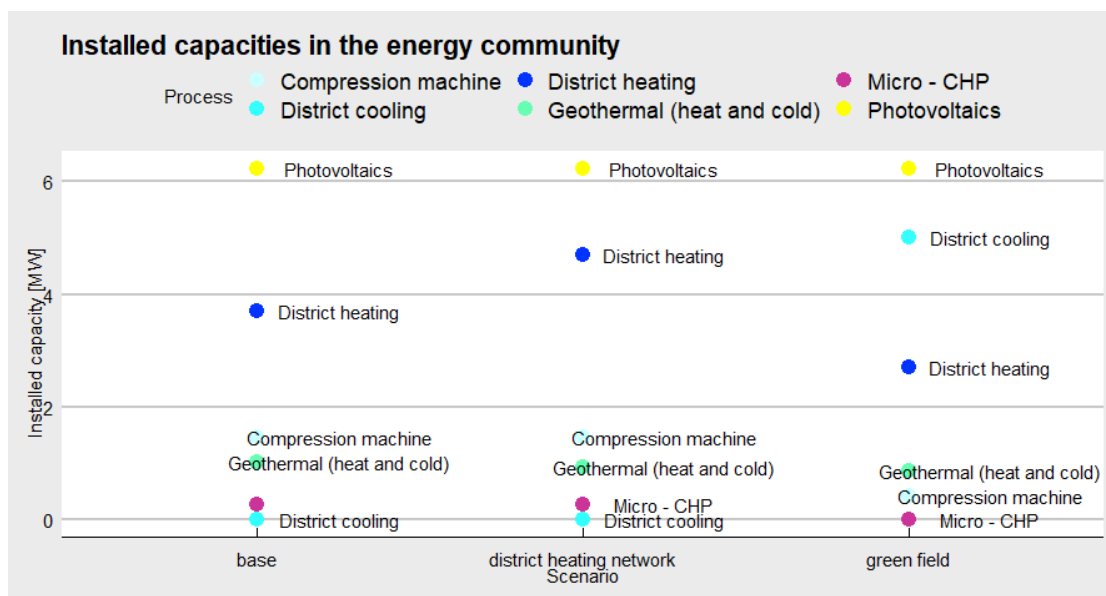 Installed capacities in the energy community
Process
Compression machine
District heating
Micro - CHP
District cooling
Geothermal (heat and cold)
Photovoltaics
Installed capacity [MW]
6
4
2
0
Photovoltaics
Photovoltaics
Photovoltaics
District cooling
District heating
District heating
District heating
Compression machine
Compression machine
Geothermal (heat and cold)
Geothermal (heat and cold)
Geothermal (heat and cold)
Compression machine
Micro - CHP
District cooling
District cooling
Micro - CHP
base
district heating network
green field
Scenario